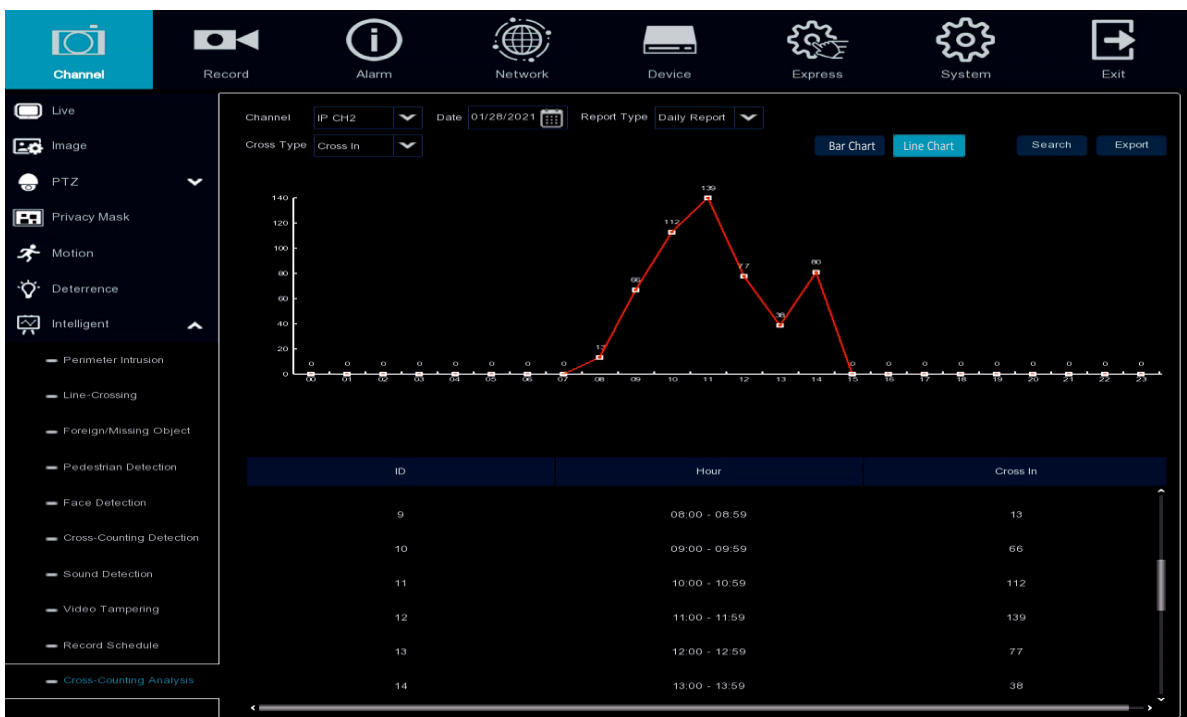 Channel Record Alarm Network Device Express System Exit
Live
Image
PTZ
Privacy Mask
Motion
Deterrence
Intelligent
Perimeter Intrusion
Line-Crossing
Foreign/Missing Object
Pedestrian Detection
Face Detection
Cross-Counting Detection
Sound Detection
Video Tampering
Record Schedule
Cross-Counting Analysis
Channel IP CH2 Date 01/28/2021 Report Type Daily Report
Cross Type Cross In Bar Chart Line Chart Search Export
140
120
100
80
60
40
20
0
0 0 0 0 0 0 0 0 13 66 112 139 77 38 80 0 0 0 0 0 0 0 0 0
00 01 02 03 04 05 06 07 08 09 10 11 12 13 14 15 16 17 18 19 20 21 22 23
ID Hour Cross In
9 08:00 - 08:59 13
10 09:00 - 09:59 66
11 10:00 - 10:59 112
12 11:00 - 11:59 139
13 12:00 - 12:59 77
14 13:00 - 13:59 38